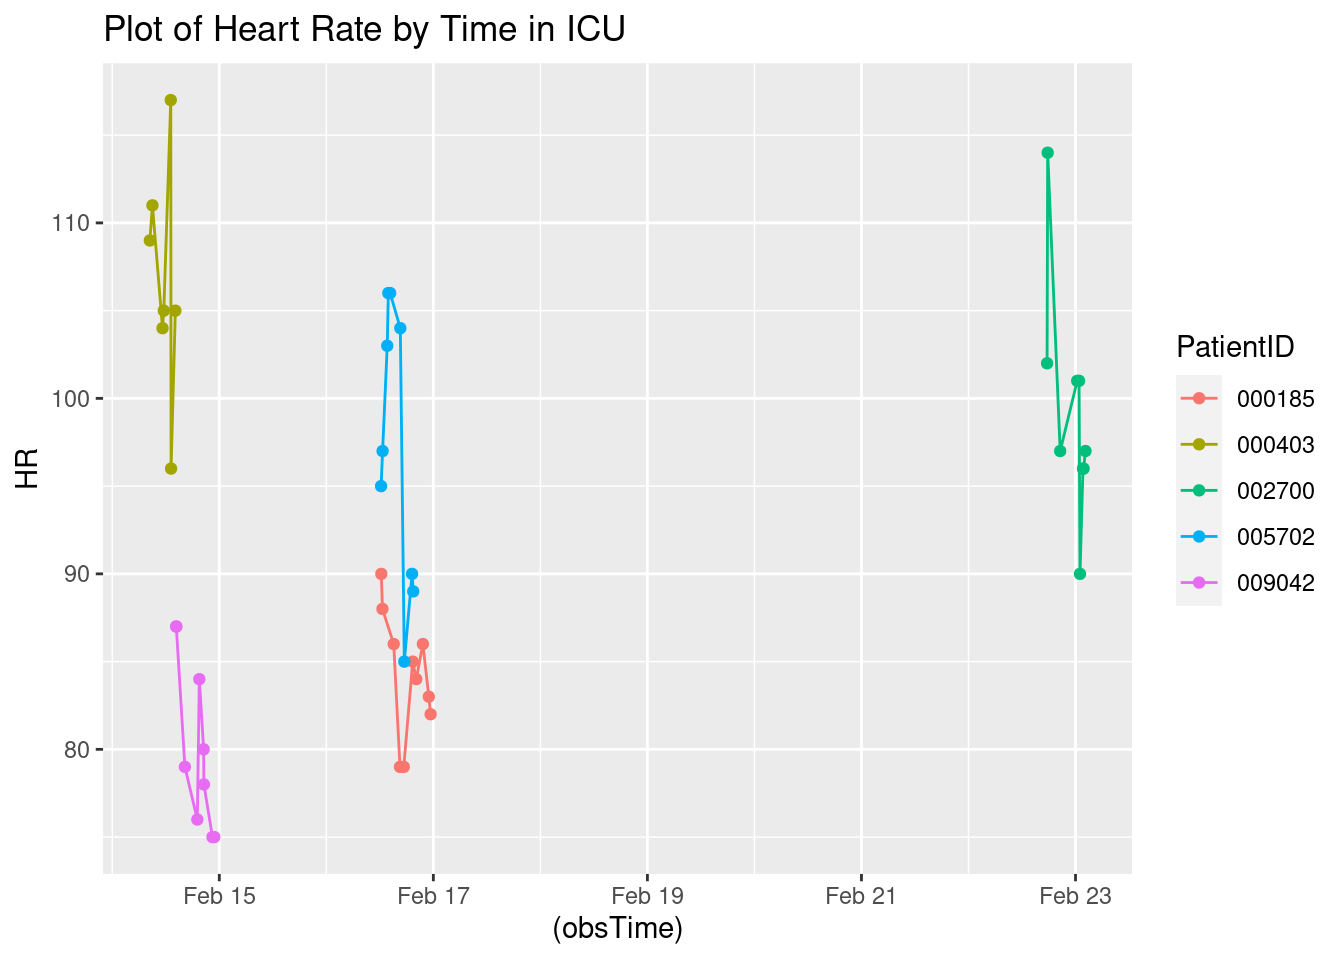 Plot of Heart Rate by Time in ICU
HR
110
100
90
80
Feb 15
Feb 17
Feb 19
Feb 21
Feb 23
(obsTime)
PatientID
000185
000403
002700
005702
009042